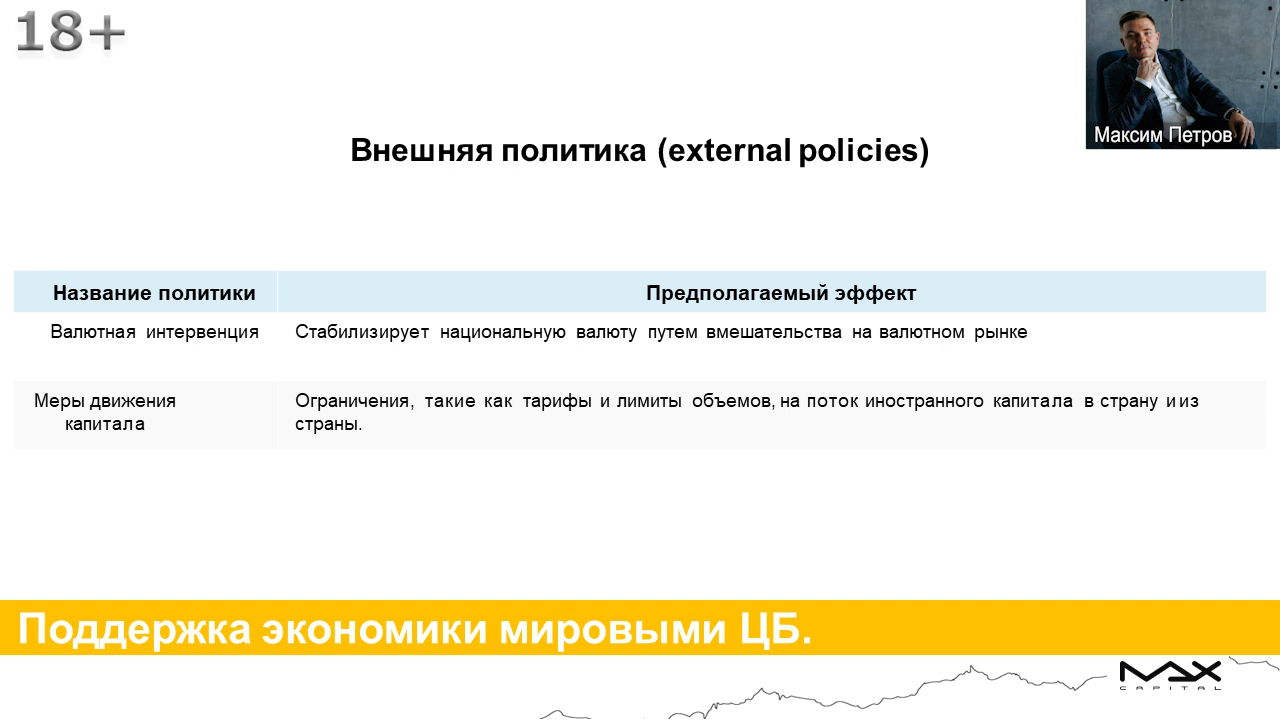 18+
Максим Петров
Внешняя политика (external policies)
Название политики
Предполагаемый эффект
Валютная интервенция
Стабилизирует национальную валюту путем вмешательства на валютном рынке
Меры движения
капитала
Ограничения, такие как тарифы и лимиты объемов, на поток иностранного капитала в страну и из
страны.
Поддержка экономики мировыми ЦБ.
MAX
CAPITAL